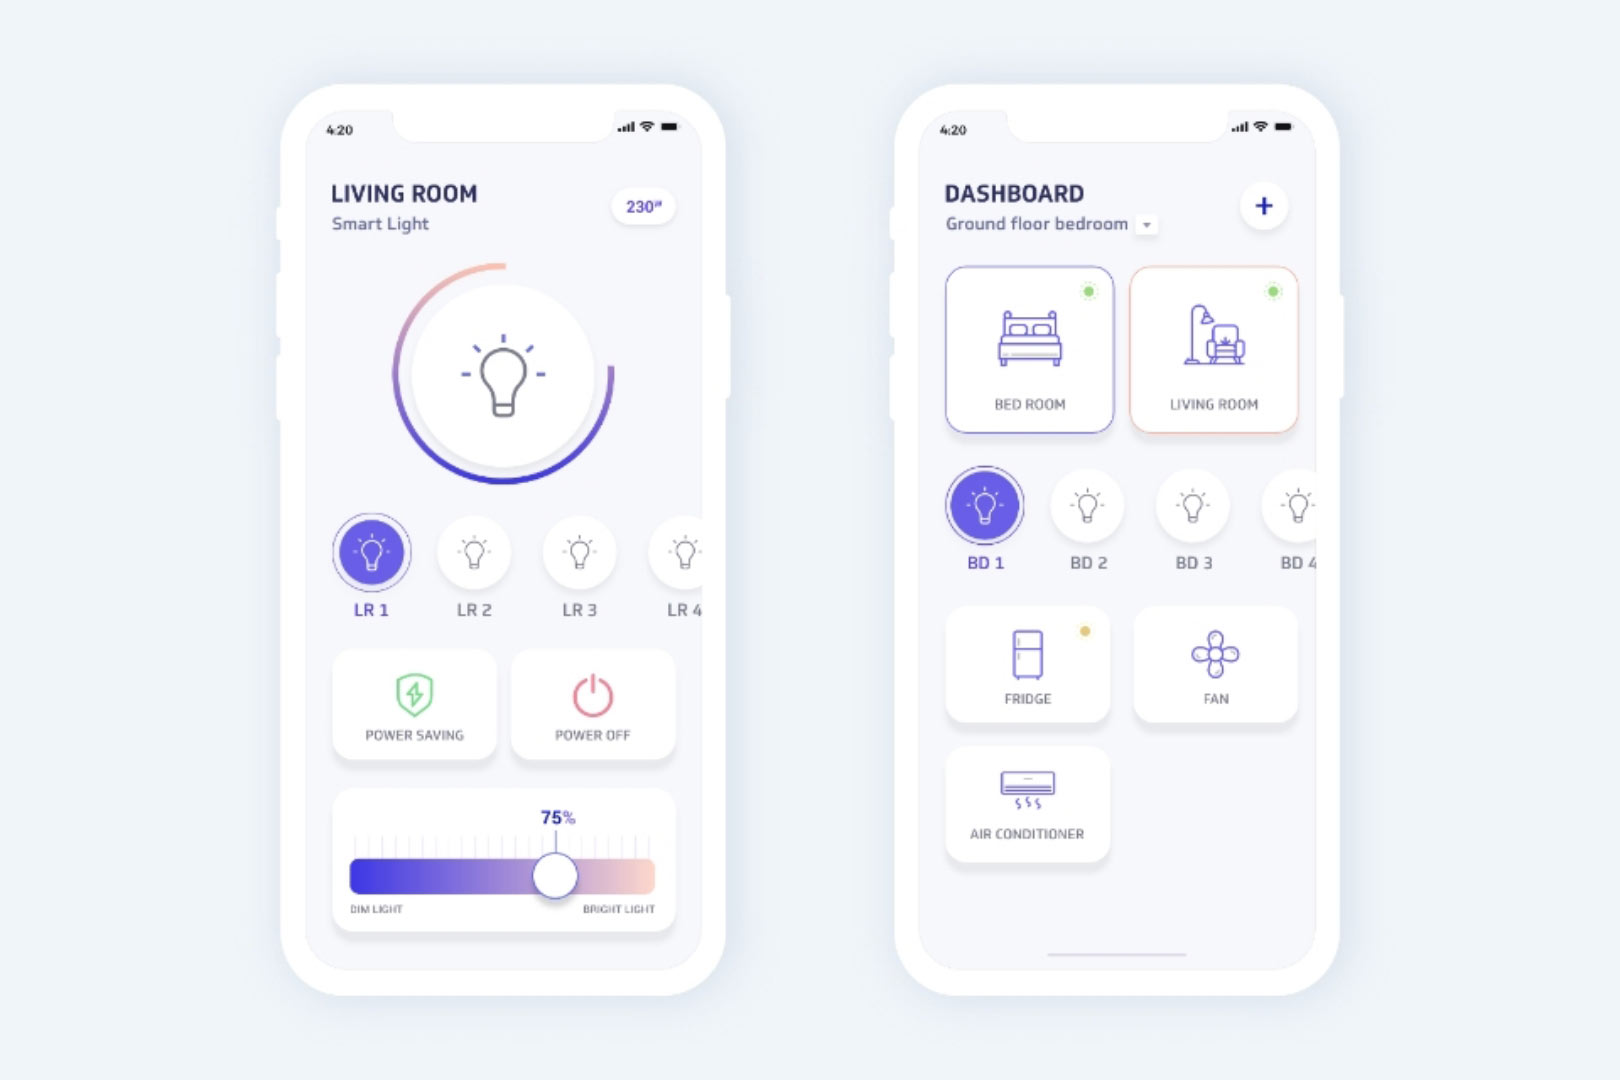 4:20
LIVING ROOM
Smart Light
230W
LR 1
LR 2
LR 3
LR 4
POWER SAVING
POWER OFF
75%
DIM LIGHT
BRIGHT LIGHT
4:20
DASHBOARD
Ground floor bedroom
+
BED ROOM
LIVING ROOM
BD 1
BD 2
BD 3
BD 4
FRIDGE
FAN
AIR CONDITIONER